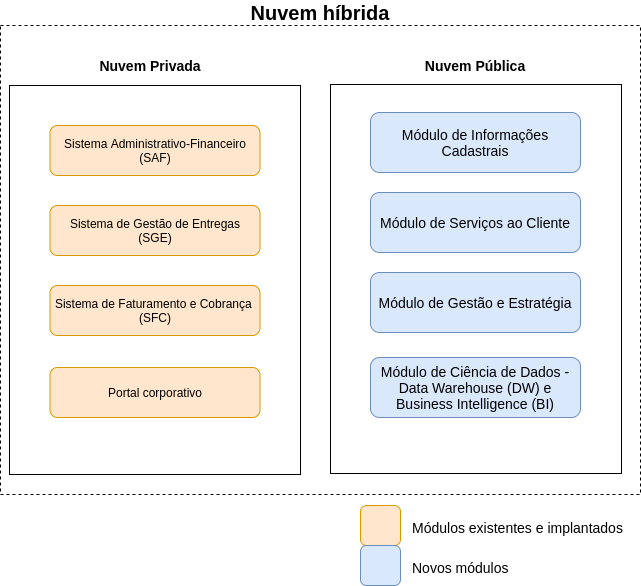 Nuvem híbrida
Nuvem Privada
Sistema Administrativo-Financeiro
(SAF)
Sistema de Gestão de Entregas
(SGE)
Sistema de Faturamento e Cobrança
(SFC)
Portal corporativo
Nuvem Pública
Módulo de Informações
Cadastrais
Módulo de Serviços ao Cliente
Módulo de Gestão e Estratégia
Módulo de Ciência de Dados -
Data Warehouse (DW) e
Business Intelligence (BI)
Módulos existentes e implantados
Novos módulos